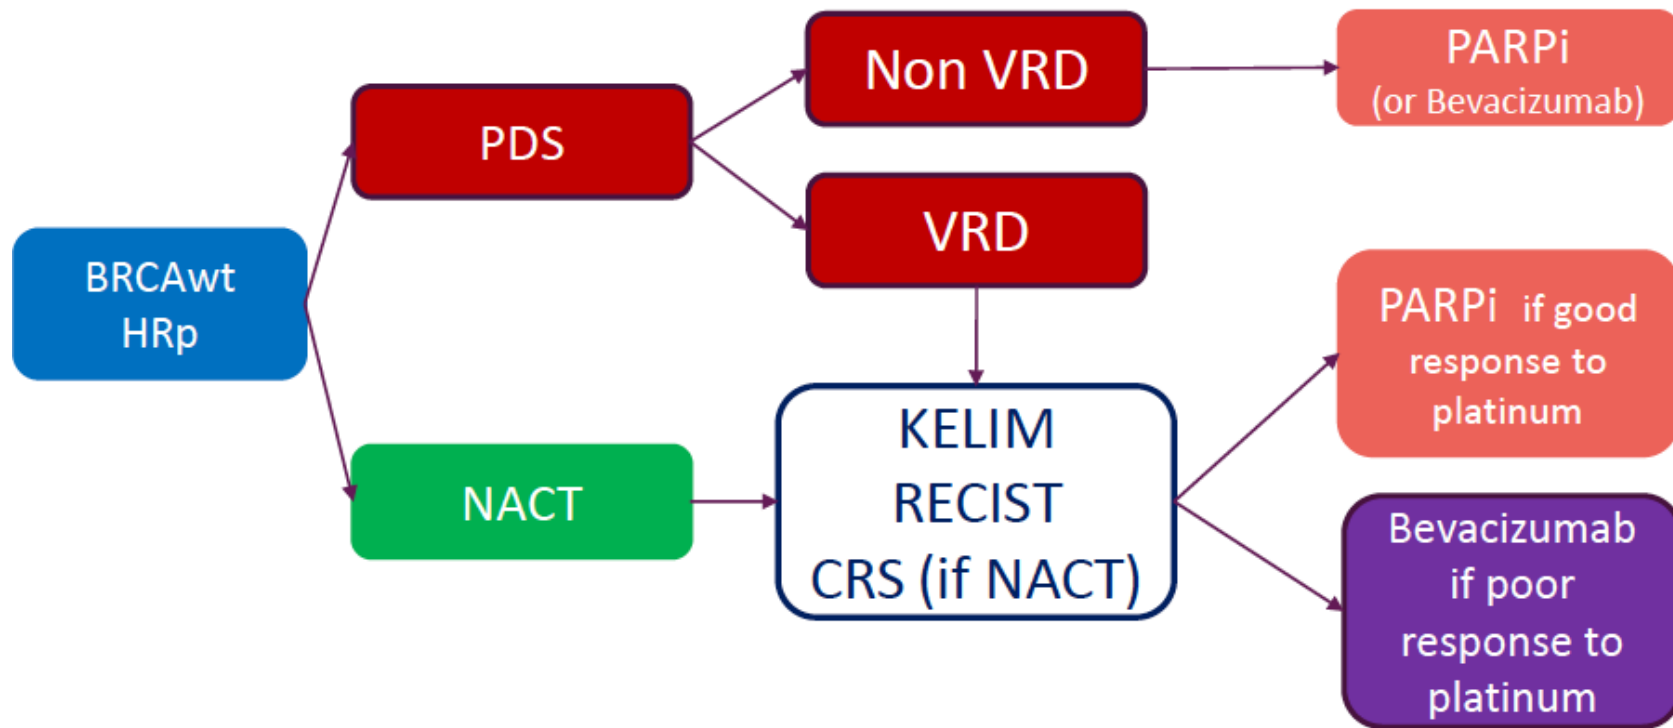 BRCAwt
HRp
PDS
NACT
Non VRD
VRD
KELIM
RECIST
CRS (if NACT)
PARPi
(or Bevacizumab)
PARPi if good
response to
platinum
Bevacizumab
if poor
response to
platinum